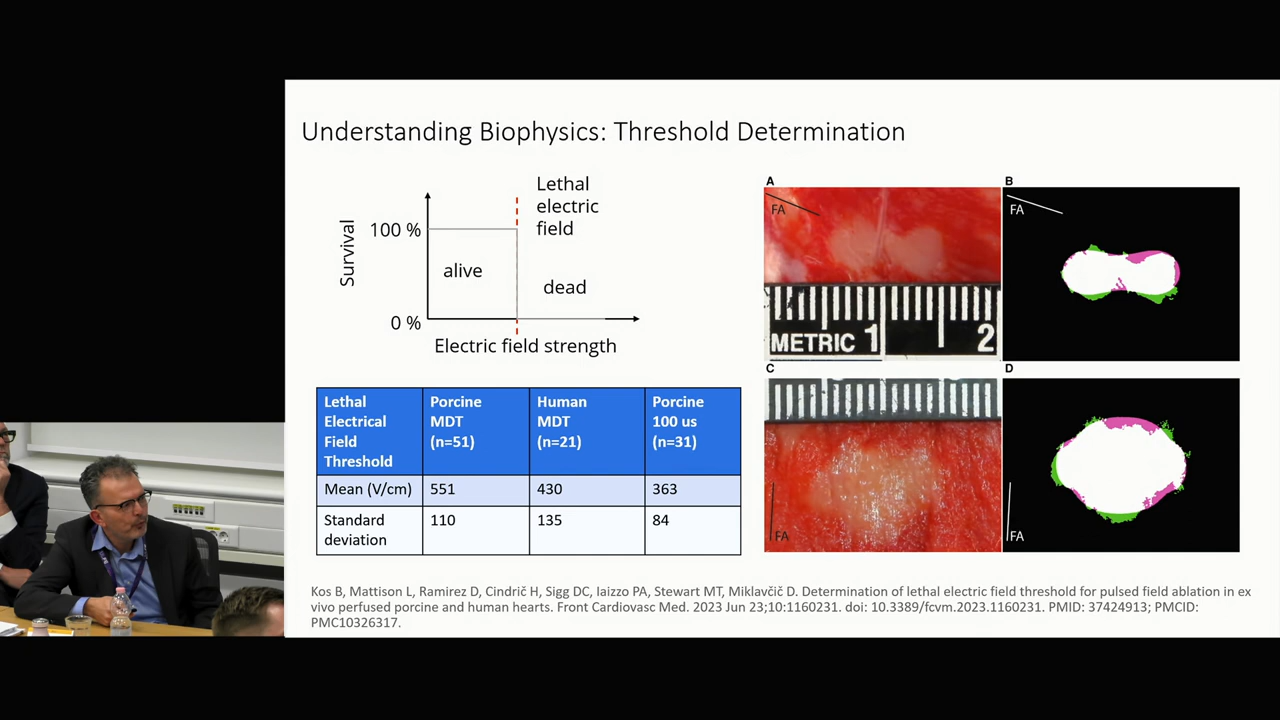 Understanding Biophysics: Threshold Determination
Lethal
electric
field
Survival
100 %
alive
dead
0 %
Electric field strength
Lethal
Electrical
Field
Threshold
Porcine
MDT
(n=51)
Human
MDT
(n=21)
Porcine
100 us
(n=31)
Mean (V/cm)
551
430
363
Standard
deviation
110
135
84
A
FA
METRIC 1 2
B
FA
C
FA
D
FA
Kos B, Mattison L, Ramirez D, Cindrič H, Sigg DC, Iaizzo PA, Stewart MT, Miklavčič D. Determination of lethal electric field threshold for pulsed field ablation in ex
vivo perfused porcine and human hearts. Front Cardiovasc Med. 2023 Jun 23;10:1160231. doi: 10.3389/fcvm.2023.1160231. PMID: 37424913; PMCID:
PMC10326317.